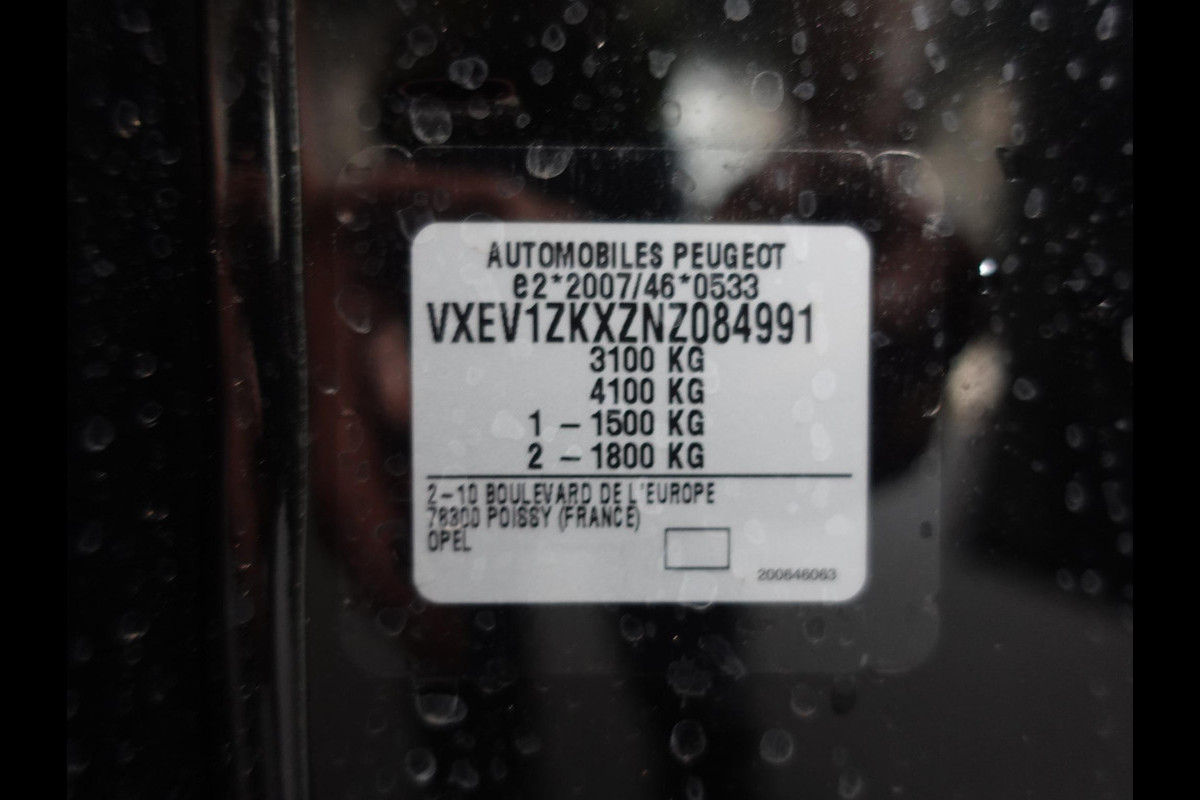 AUTOMOBILES PEUGEOT
e2*2007/46*0533
VXEV1ZKXZNZ084991
3100 KG
4100 KG
1 - 1500 KG
2 - 1800 KG
2-10 BOULEVARD DE L'EUROPE
78300 POISSY (FRANCE)
OPEL
200646063